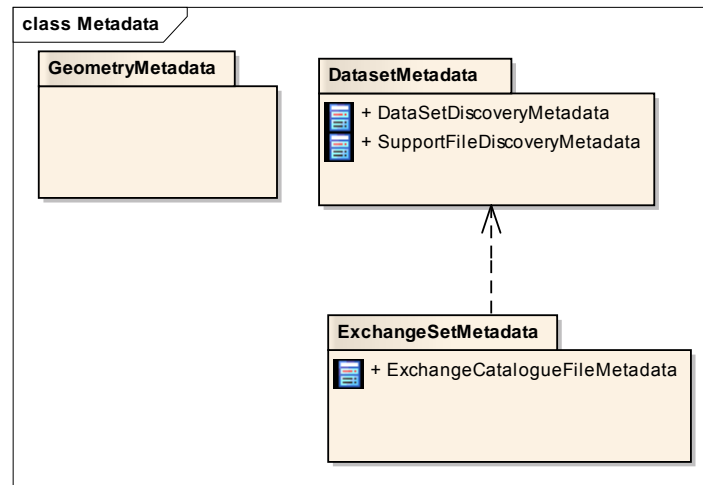 class Metadata
GeometryMetadata
DatasetMetadata
+ DataSetDiscoveryMetadata
+ SupportFileDiscoveryMetadata
ExchangeSetMetadata
+ ExchangeCatalogueFileMetadata